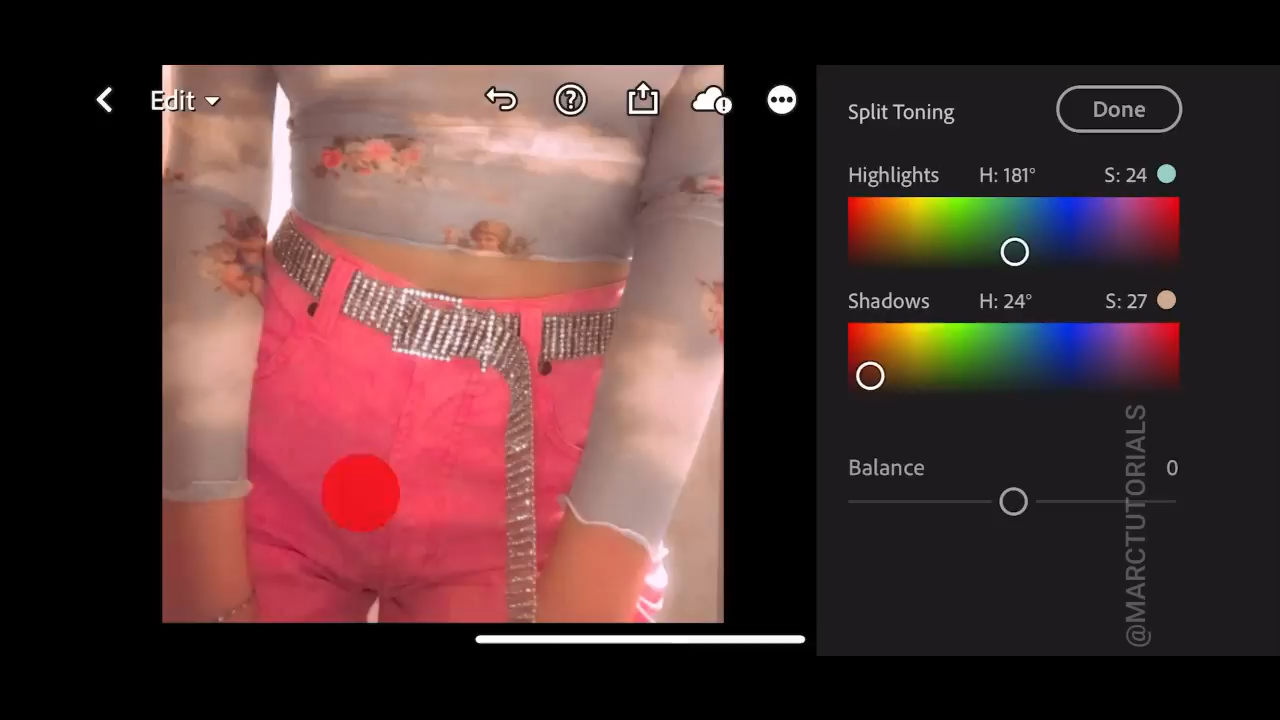 Edit
Split Toning
Done
Highlights H: 181° S: 24
Shadows H: 24° S: 27
Balance 0
@MARCTUTORIALS